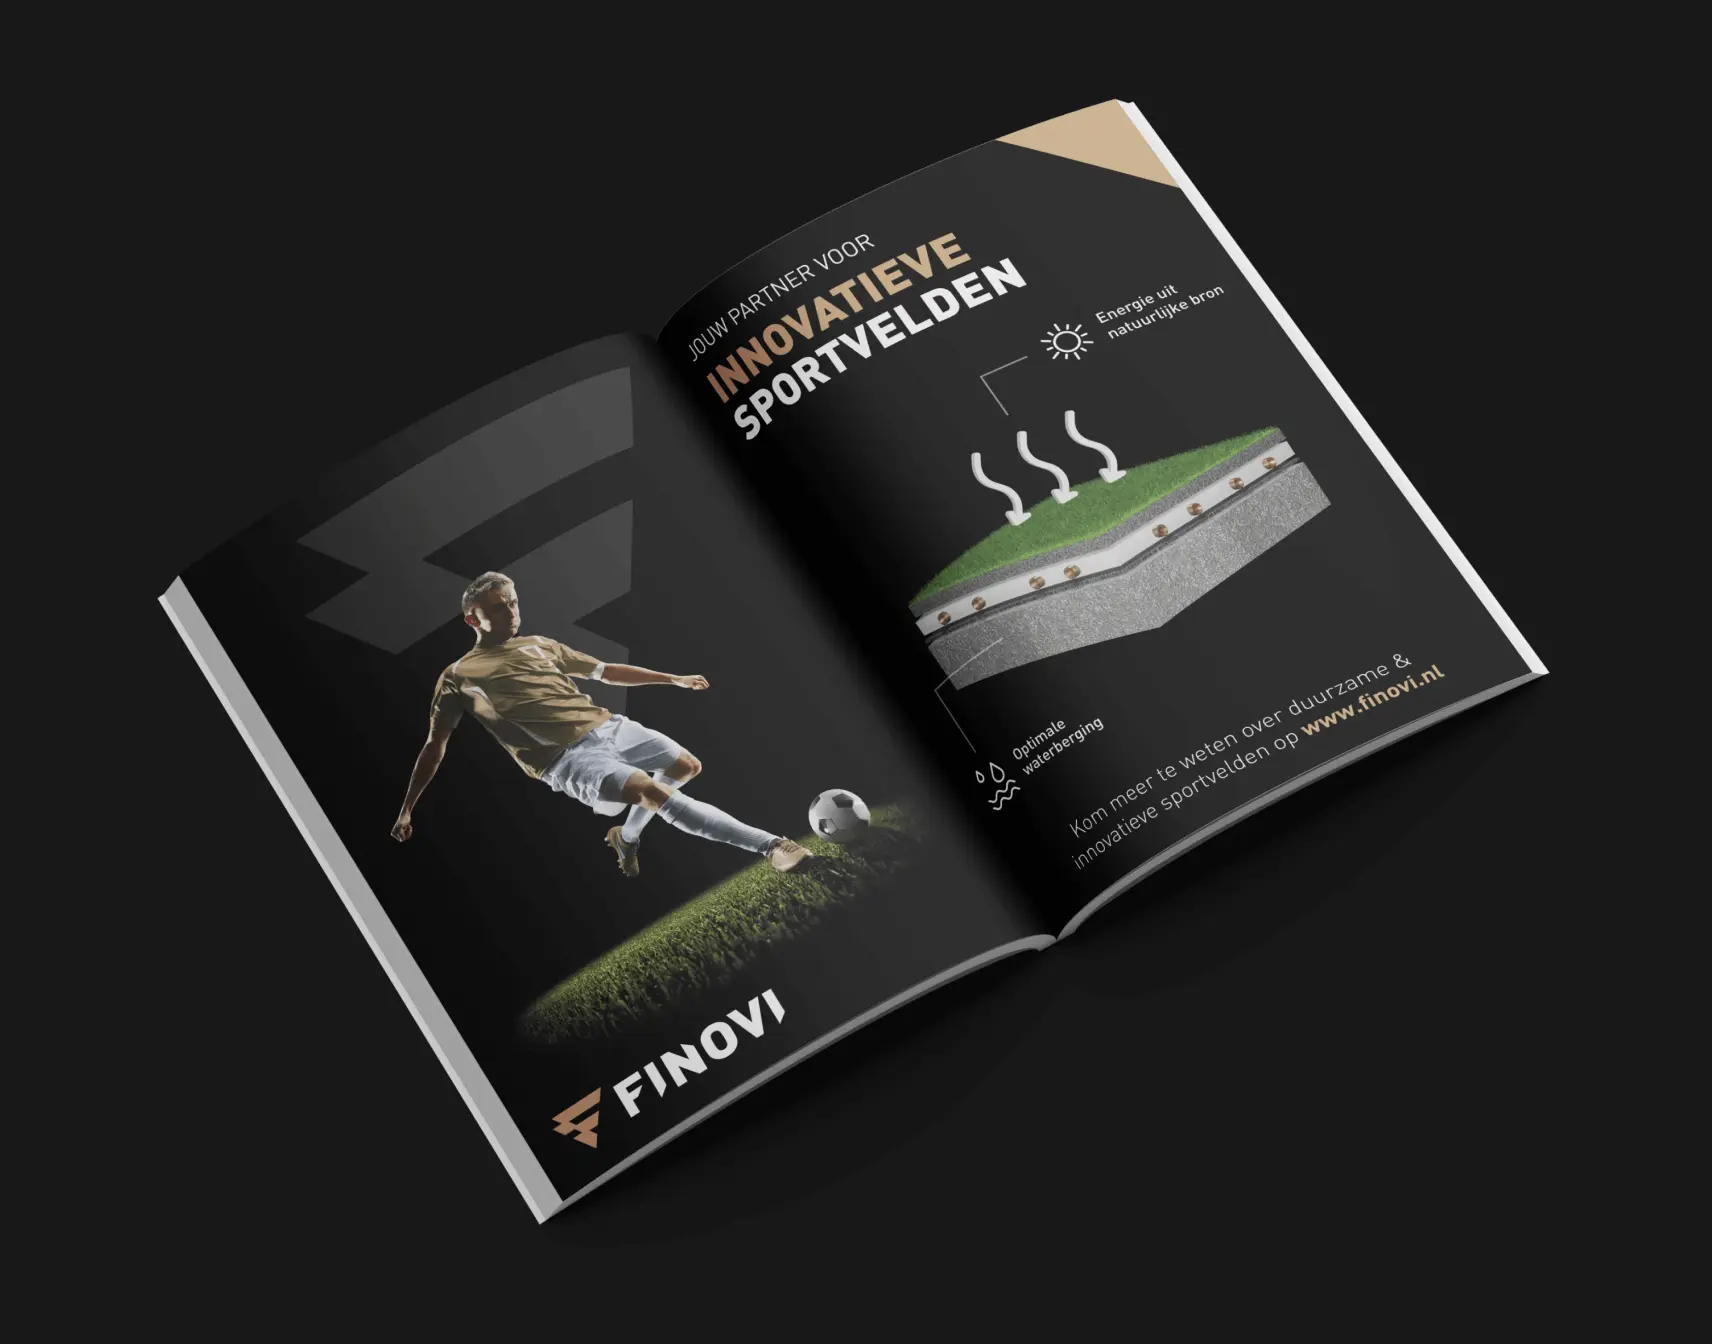 FINOVI
JOUW PARTNER VOOR
INNOVATIEVE
SPORTVELDEN
Energie uit
natuurlijke bron
Optimale
waterberging
Kom meer te weten over duurzame &
innovatieve sportvelden op www.finovi.nl